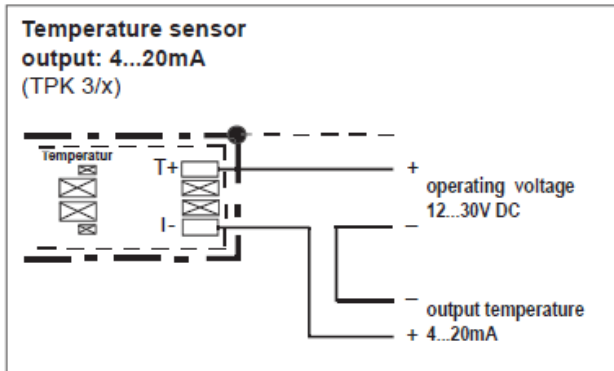 Temperature sensor
output: 4...20mA
(TPK 3/x)
Temperatur
T+
I-
+
operating voltage
12...30V DC
–
–
output temperature
+ 4...20mA